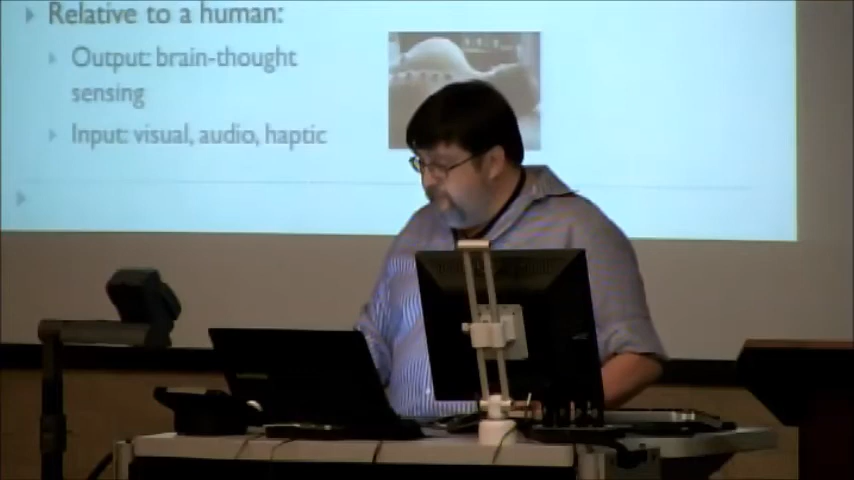 Relative to a human:
Output: brain-thought
sensing
Input: visual, audio, haptic